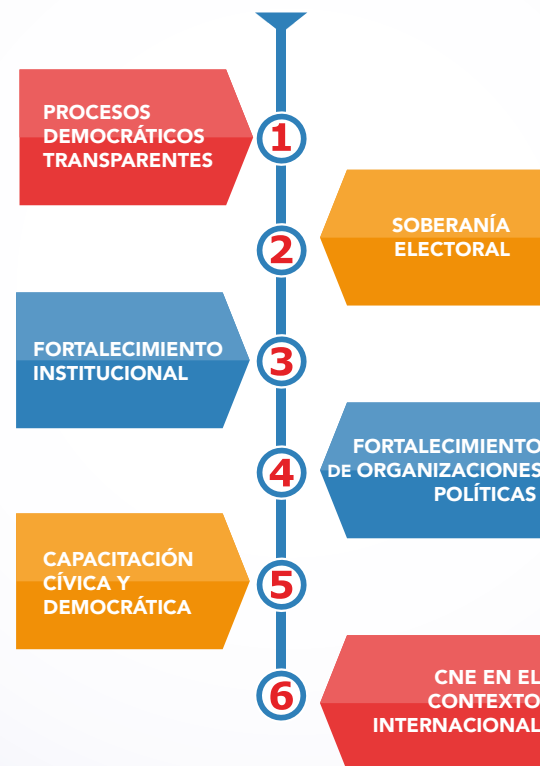 PROCESOS
DEMOCRÁTICOS
TRANSPARENTES
1
SOBERANÍA
ELECTORAL
2
FORTALECIMIENTO
INSTITUCIONAL
3
FORTALECIMIENTO
DE ORGANIZACIONES
POLÍTICAS
4
CAPACITACIÓN
CÍVICA Y
DEMOCRÁTICA
5
CNE EN EL
CONTEXTO
INTERNACIONAL
6